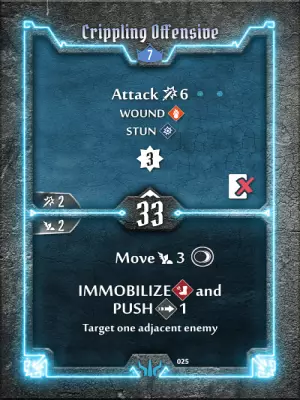 Crippling Offensive
7
Attack 6
WOUND
STUN
3
2
33
2
Move 3
IMMOBILIZE and
PUSH 1
Target one adjacent enemy
025